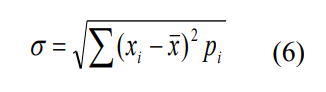 σ = √∑(xᵢ − x̄)² pᵢ (6)